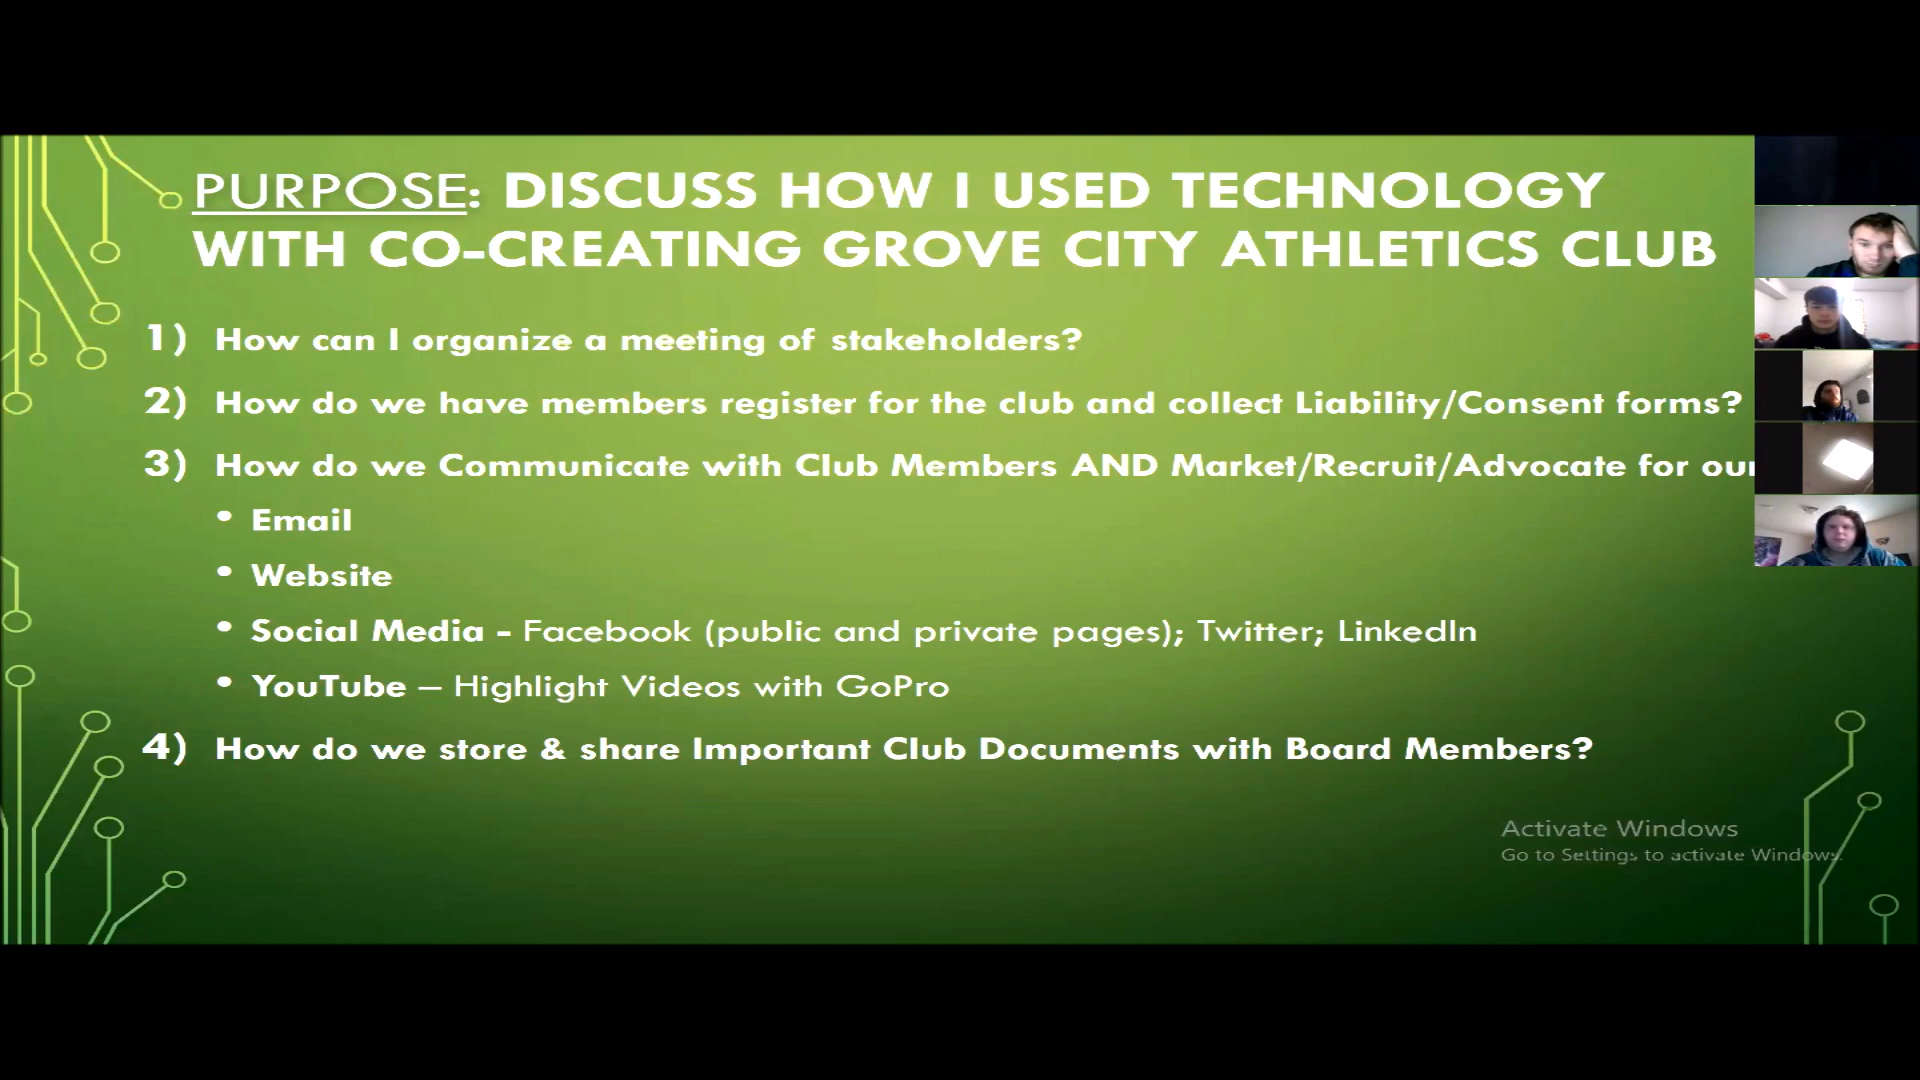 PURPOSE: DISCUSS HOW I USED TECHNOLOGY
WITH CO-CREATING GROVE CITY ATHLETICS CLUB
1) How can I organize a meeting of stakeholders?
2) How do we have members register for the club and collect Liability/Consent forms?
3) How do we Communicate with Club Members AND Market/Recruit/Advocate for our
• Email
• Website
• Social Media - Facebook (public and private pages); Twitter; LinkedIn
• YouTube – Highlight Videos with GoPro
4) How do we store & share Important Club Documents with Board Members?
Activate Windows
Go to Settings to activate Windows.